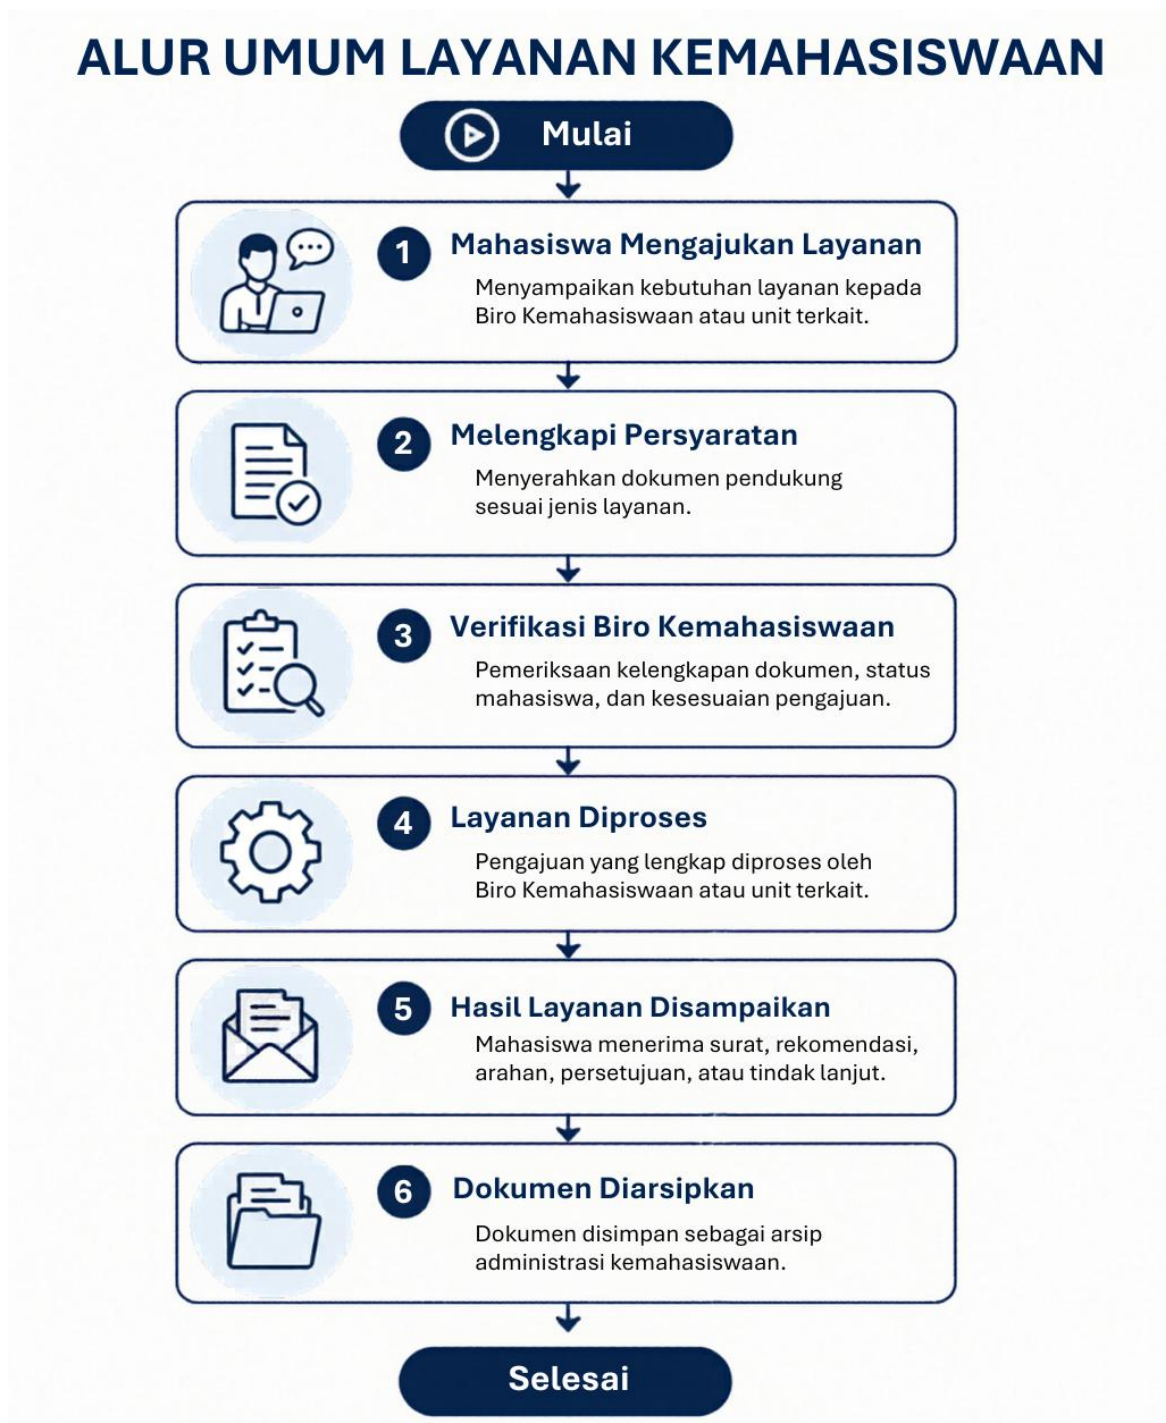 ALUR UMUM LAYANAN KEMAHASISWAAN
Mulai
1 Mahasiswa Mengajukan Layanan
Menyampaikan kebutuhan layanan kepada
Biro Kemahasiswaan atau unit terkait.
2 Melengkapi Persyaratan
Menyerahkan dokumen pendukung
sesuai jenis layanan.
3 Verifikasi Biro Kemahasiswaan
Pemeriksaan kelengkapan dokumen, status
mahasiswa, dan kesesuaian pengajuan.
4 Layanan Diproses
Pengajuan yang lengkap diproses oleh
Biro Kemahasiswaan atau unit terkait.
5 Hasil Layanan Disampaikan
Mahasiswa menerima surat, rekomendasi,
arahan, persetujuan, atau tindak lanjut.
6 Dokumen Diarsipkan
Dokumen disimpan sebagai arsip
administrasi kemahasiswaan.
Selesai